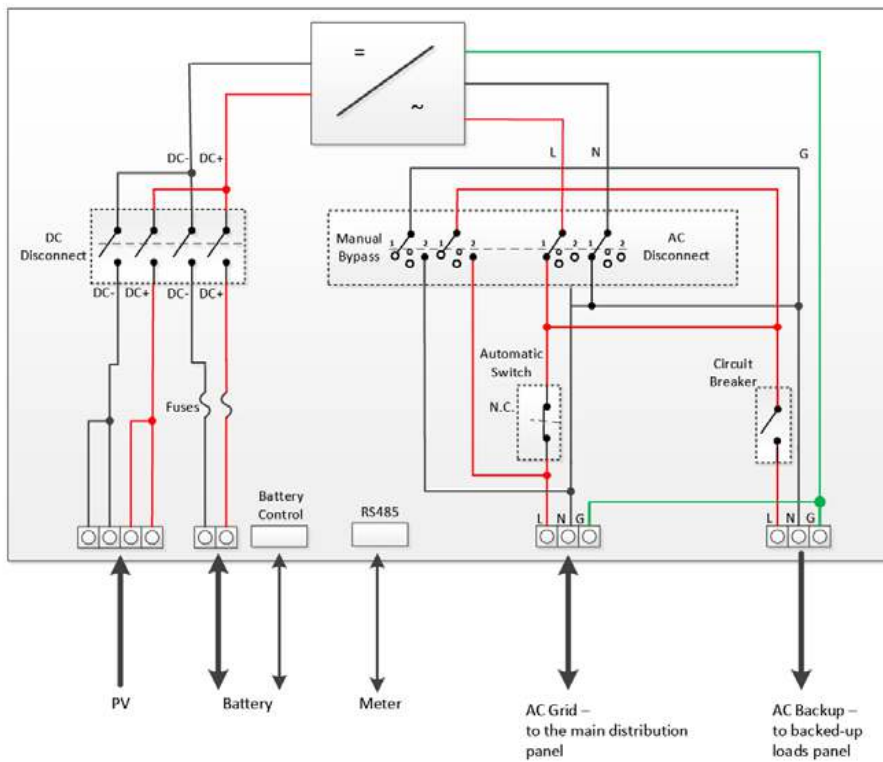 =
~
DC-
DC+
L
N
G
DC
Disconnect
Manual
Bypass
1
2
1
2
1
2
1
2
AC
Disconnect
DC-
DC+
DC-
DC+
Automatic
Switch
N.C.
Circuit
Breaker
Fuses
Battery
Control
RS485
L
N
G
L
N
G
PV
Battery
Meter
AC Grid –
to the main distribution
panel
AC Backup –
to backed-up
loads panel